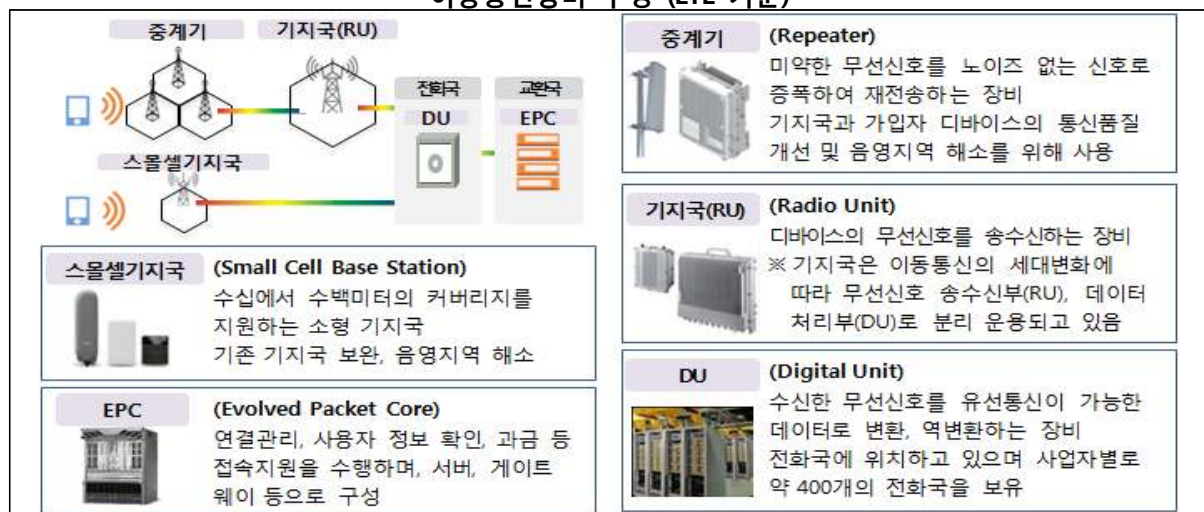 이동통신망의 구성 (LTE 기준)
중계기
기지국(RU)
전화국
교환국
DU
EPC
스몰셀기지국
스몰셀기지국 (Small Cell Base Station)
수십에서 수백미터의 커버리지를
지원하는 소형 기지국
기존 기지국 보완, 음영지역 해소
EPC (Evolved Packet Core)
연결관리, 사용자 정보 확인, 과금 등
접속지원을 수행하며, 서버, 게이트
웨이 등으로 구성
중계기 (Repeater)
미약한 무선신호를 노이즈 없는 신호로
증폭하여 재전송하는 장비
기지국과 가입자 디바이스의 통신품질
개선 및 음영지역 해소를 위해 사용
기지국(RU) (Radio Unit)
디바이스의 무선신호를 송수신하는 장비
※ 기지국은 이동통신의 세대변화에
따라 무선신호 송수신부(RU), 데이터
처리부(DU)로 분리 운용되고 있음
DU (Digital Unit)
수신한 무선신호를 유선통신이 가능한
데이터로 변환, 역변환하는 장비
전화국에 위치하고 있으며 사업자별로
약 400개의 전화국을 보유